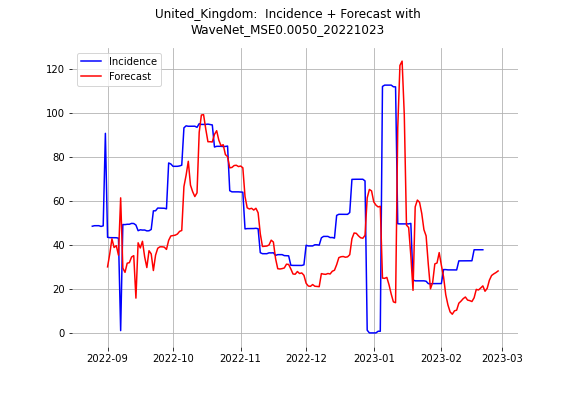 United_Kingdom:  Incidence + Forecast with
WaveNet_MSE0.0050_20221023
Incidence
Forecast
120
100
80
60
40
20
0
2022-09 2022-10 2022-11 2022-12 2023-01 2023-02 2023-03